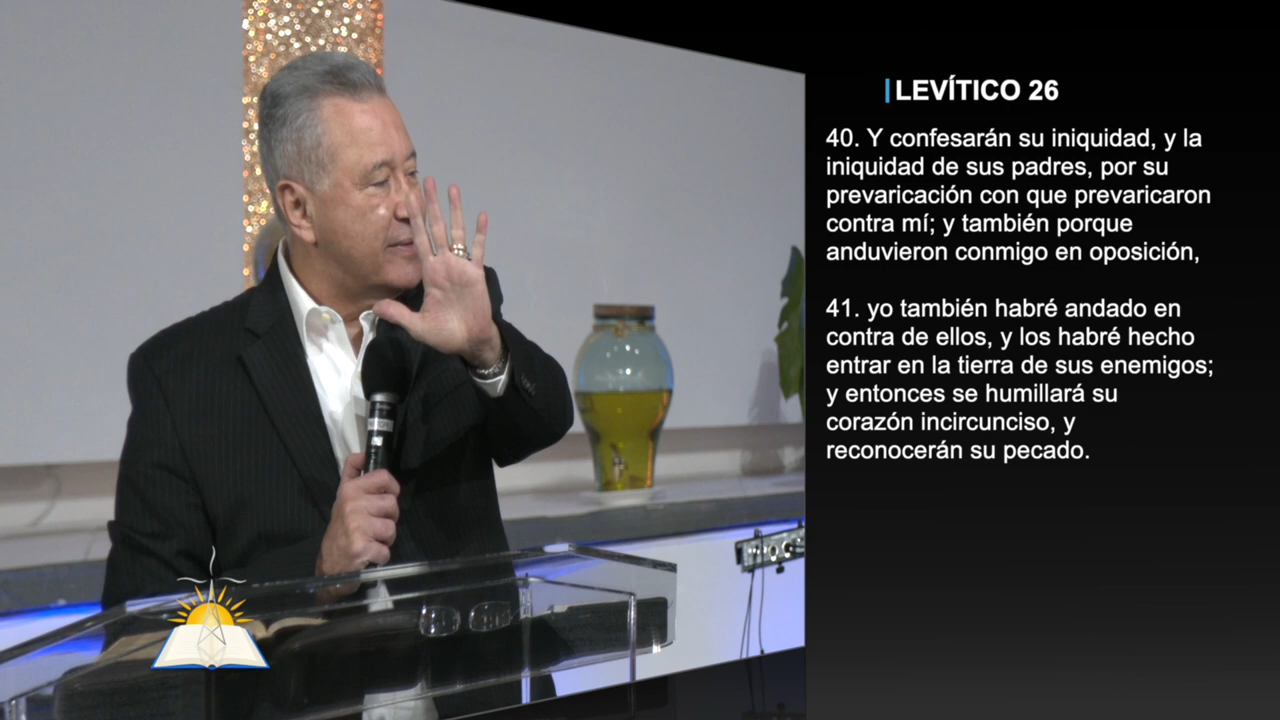 LEVÍTICO 26
40. Y confesarán su iniquidad, y la
iniquidad de sus padres, por su
prevaricación con que prevaricaron
contra mí; y también porque
anduvieron conmigo en oposición,
41. yo también habré andado en
contra de ellos, y los habré hecho
entrar en la tierra de sus enemigos;
y entonces se humillará su
corazón incircunciso, y
reconocerán su pecado.